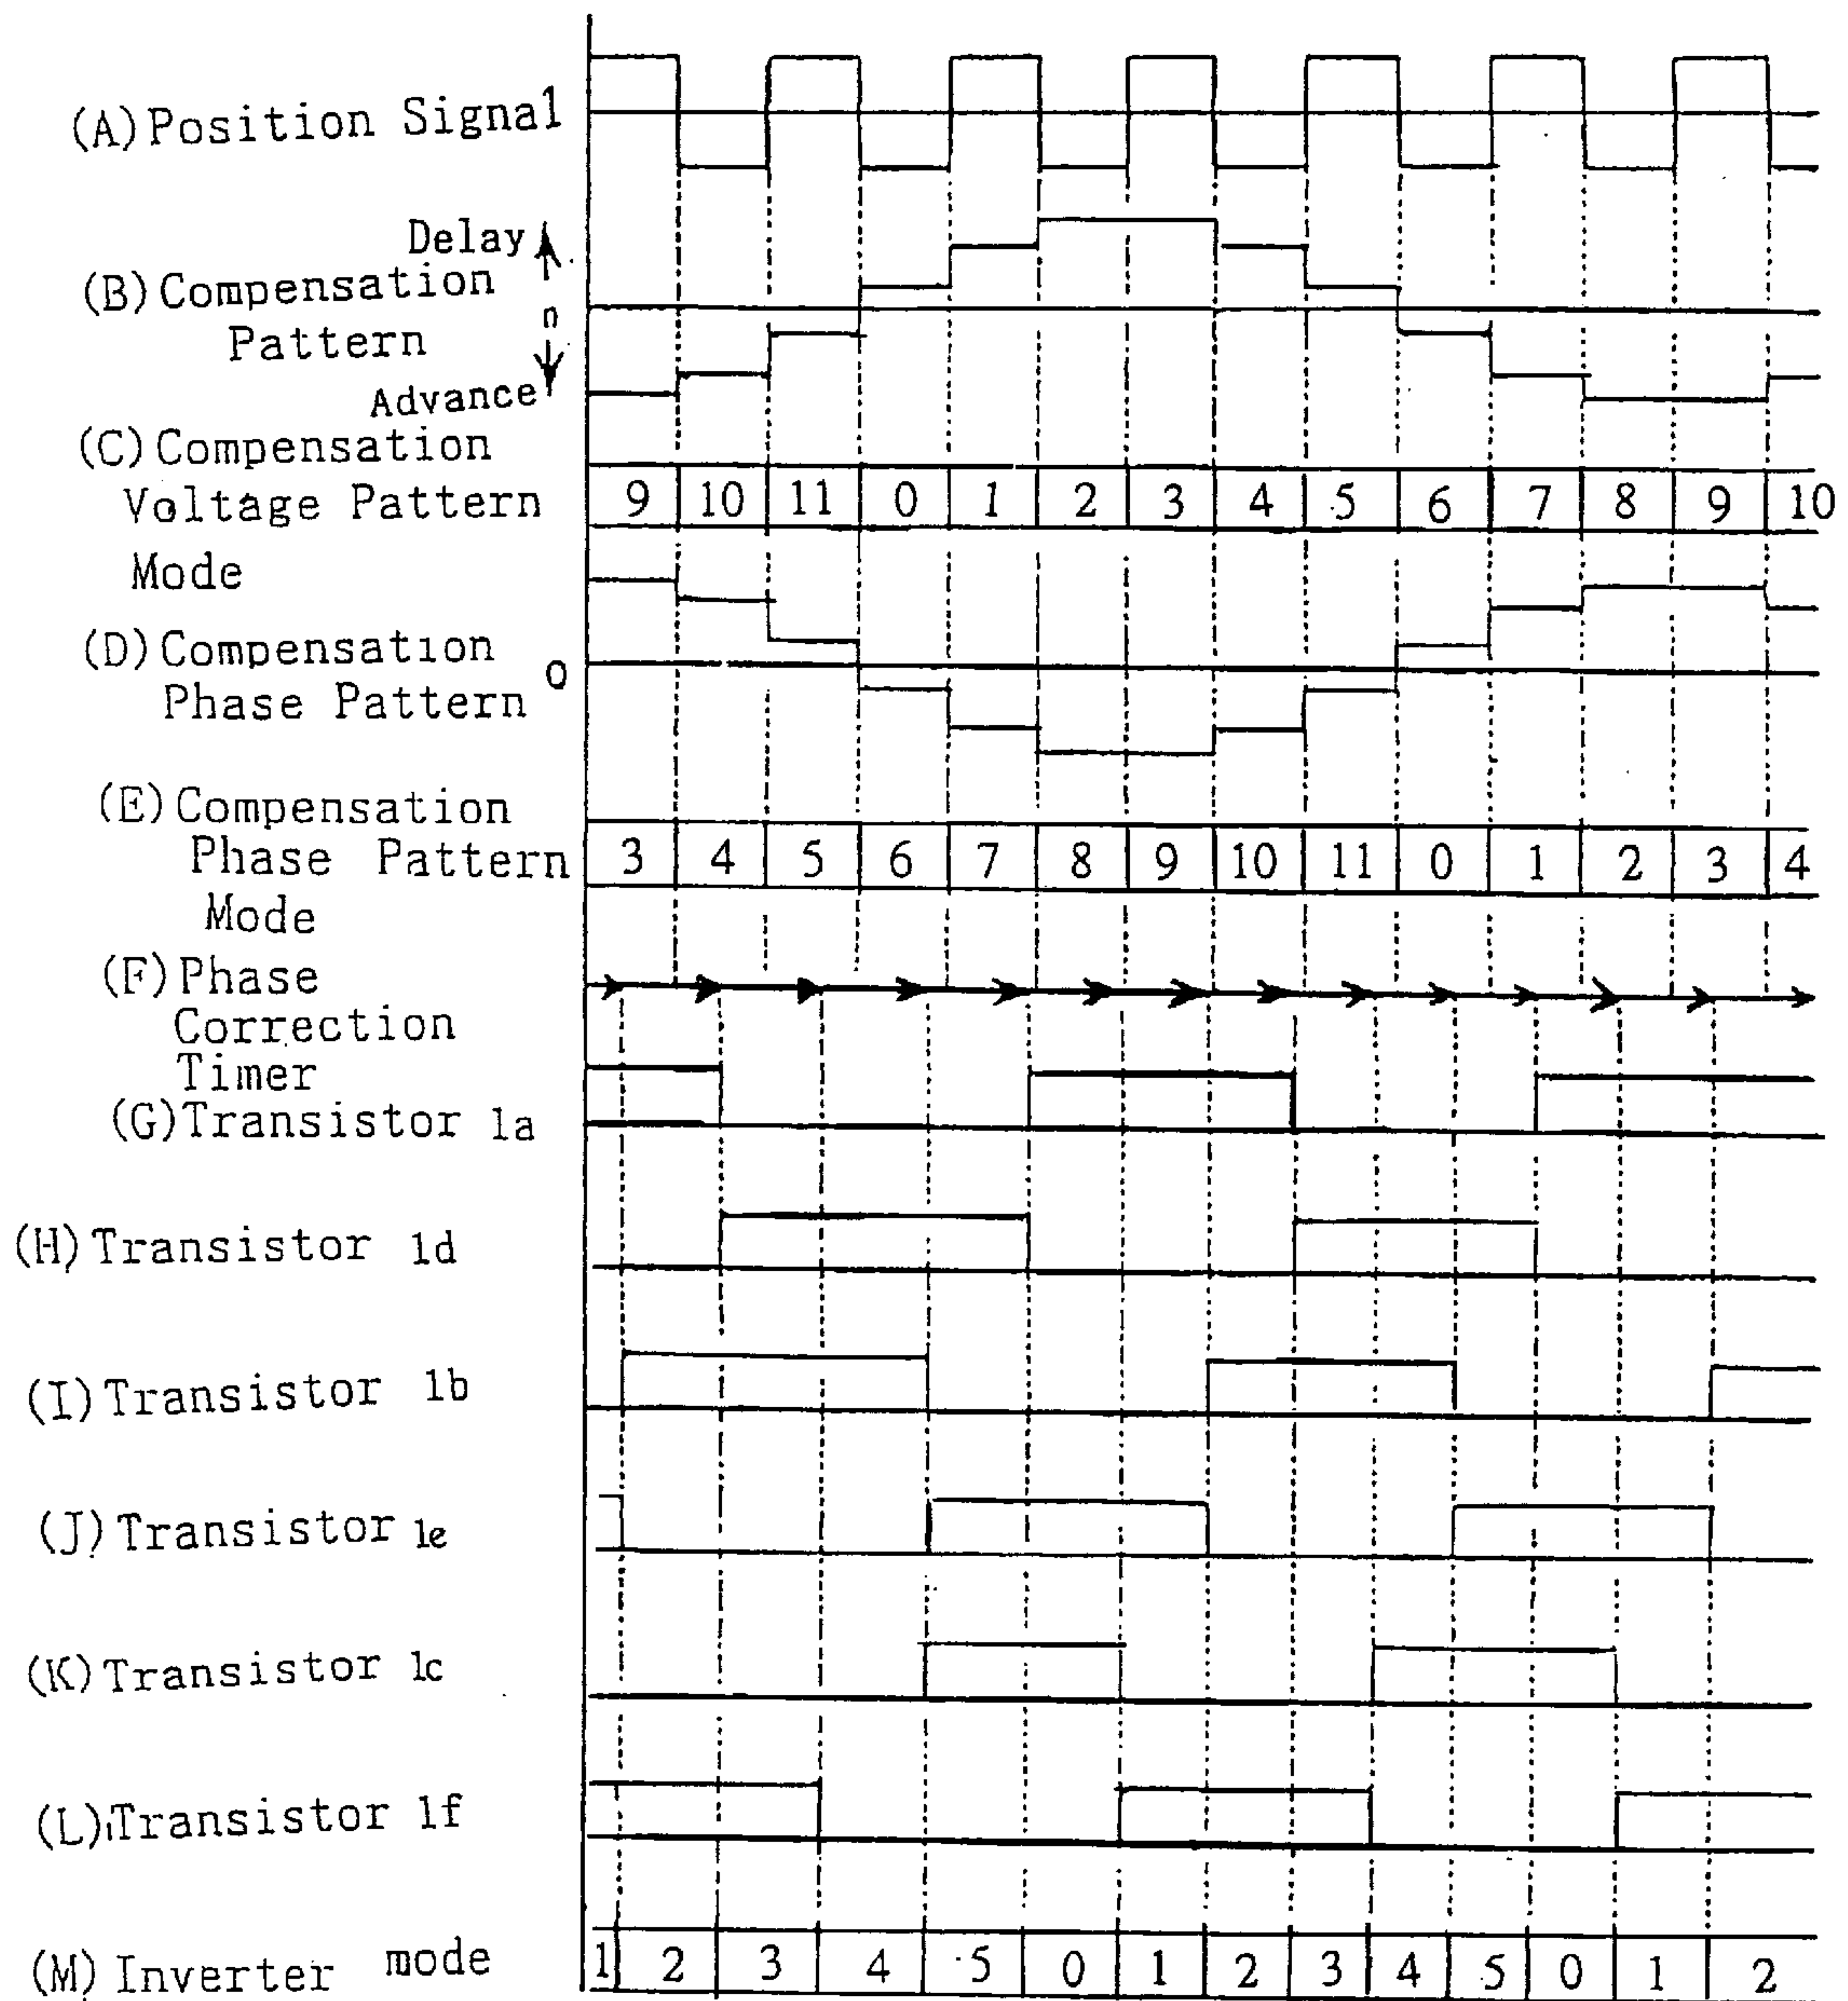 (A) Position Signal
Delay
(B) Compensation
n
Pattern
Advance
(C) Compensation
Voltage Pattern 9 10 11 0 1 2 3 4 5 6 7 8 9 10
Mode
(D) Compensation
0
Phase Pattern
(E) Compensation
Phase Pattern 3 4 5 6 7 8 9 10 11 0 1 2 3 4
Mode
(F) Phase
Correction
Timer
(G) Transistor 1a
(H) Transistor 1d
(I) Transistor 1b
(J) Transistor 1e
(K) Transistor 1c
(L) Transistor 1f
(M) Inverter mode 1 2 3 4 5 0 1 2 3 4 5 0 1 2